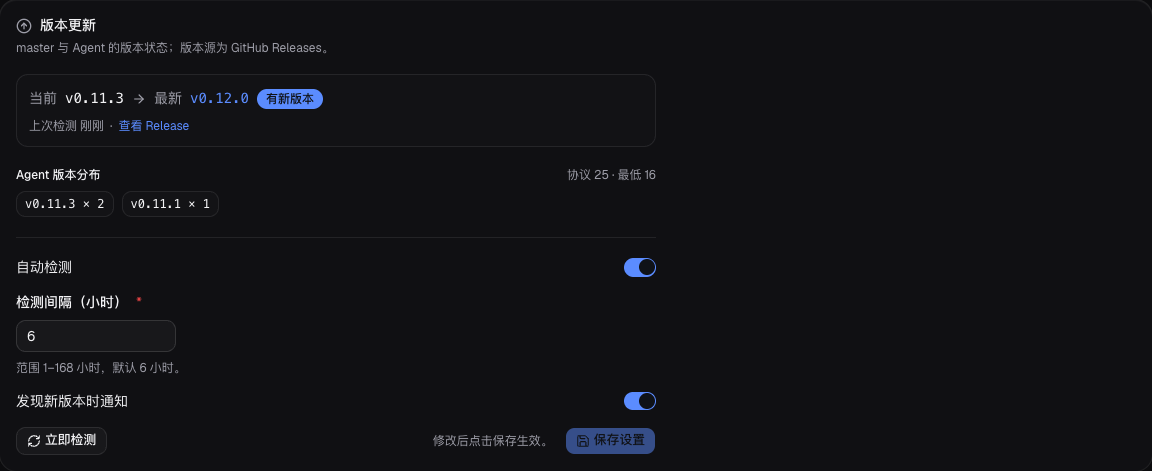 版本更新
master 与 Agent 的版本状态；版本源为 GitHub Releases。
当前 v0.11.3 → 最新 v0.12.0 有新版本
上次检测 刚刚 · 查看 Release
Agent 版本分布 协议 25 · 最低 16
v0.11.3 × 2 v0.11.1 × 1
自动检测
检测间隔（小时） *
6
范围 1–168 小时，默认 6 小时。
发现新版本时通知
立即检测 修改后点击保存生效。 保存设置